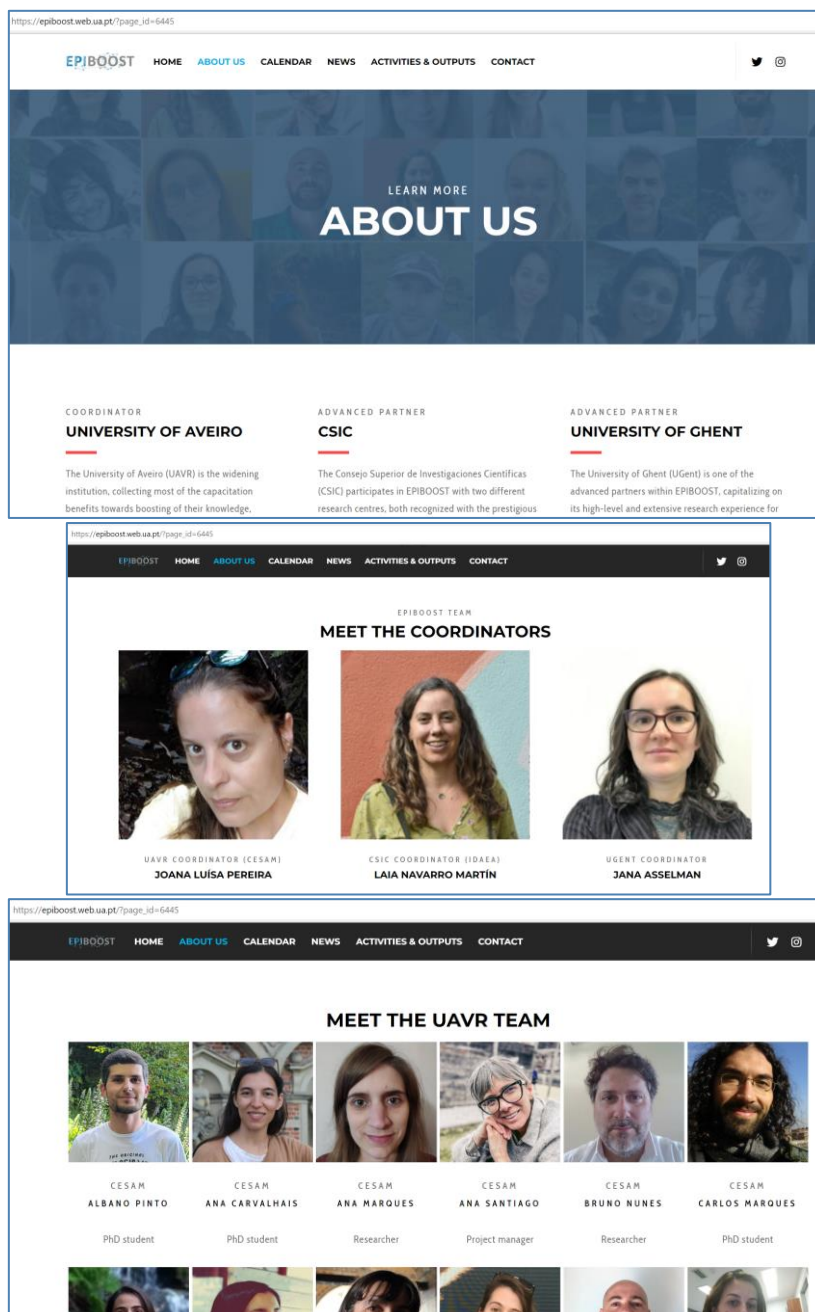 https://epiboost.web.ua.pt/?page_id=6445
EPIBOOST HOME ABOUT US CALENDAR NEWS ACTIVITIES & OUTPUTS CONTACT
LEARN MORE
ABOUT US
COORDINATOR
UNIVERSITY OF AVEIRO
The University of Aveiro (UAVR) is the widening
institution, collecting most of the capacitation
benefits towards boosting of their knowledge,
ADVANCED PARTNER
CSIC
The Consejo Superior de Investigaciones Científicas
(CSIC) participates in EPIBOOST with two different
research centres, both recognized with the prestigious
ADVANCED PARTNER
UNIVERSITY OF GHENT
The University of Ghent (UGent) is one of the
advanced partners within EPIBOOST, capitalizing on
its high-level and extensive research experience for
https://epiboost.web.ua.pt/?page_id=6445
EPIBOOST HOME ABOUT US CALENDAR NEWS ACTIVITIES & OUTPUTS CONTACT
EPIBOOST TEAM
MEET THE COORDINATORS
UAVR COORDINATOR (CESAM)
JOANA LUÍSA PEREIRA
CSIC COORDINATOR (IDAEA)
LAIA NAVARRO MARTÍN
UGENT COORDINATOR
JANA ASSELMAN
https://epiboost.web.ua.pt/?page_id=6445
EPIBOOST HOME ABOUT US CALENDAR NEWS ACTIVITIES & OUTPUTS CONTACT
MEET THE UAVR TEAM
THE ORIGINAL
CESAM
ALBANO PINTO
PhD student
CESAM
ANA CARVALHAIS
PhD student
CESAM
ANA MARQUES
Researcher
CESAM
ANA SANTIAGO
Project manager
CESAM
BRUNO NUNES
Researcher
CESAM
CARLOS MARQUES
PhD student